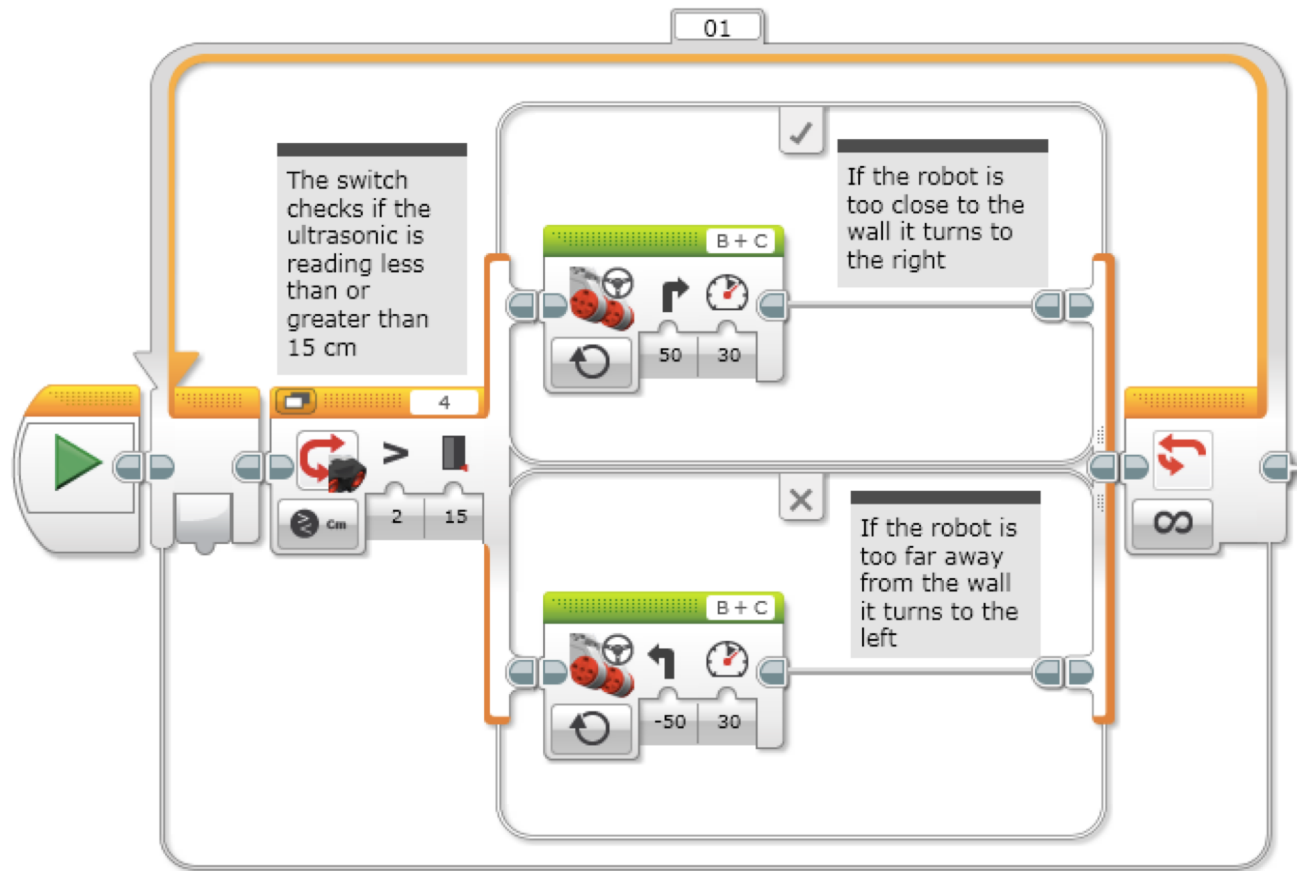 01
The switch
checks if the
ultrasonic is
reading less
than or
greater than
15 cm
If the robot is
too close to the
wall it turns to
the right
B + C
50 30
4
>
Cm 2 15
∞
If the robot is
too far away
from the wall
it turns to the
left
B + C
-50 30